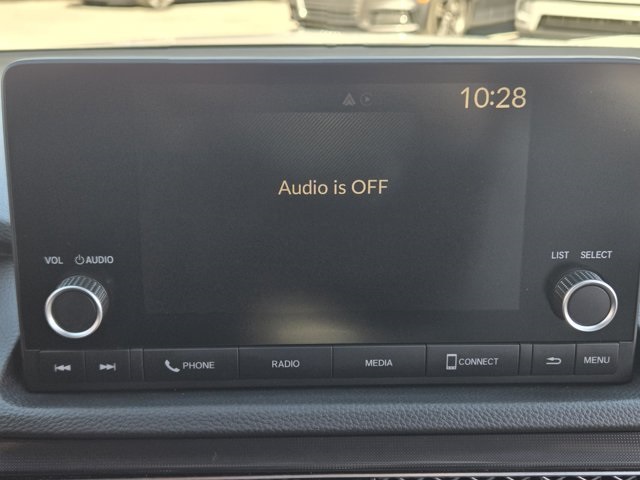 10:28
Audio is OFF
VOL AUDIO
LIST SELECT
PHONE RADIO MEDIA CONNECT MENU